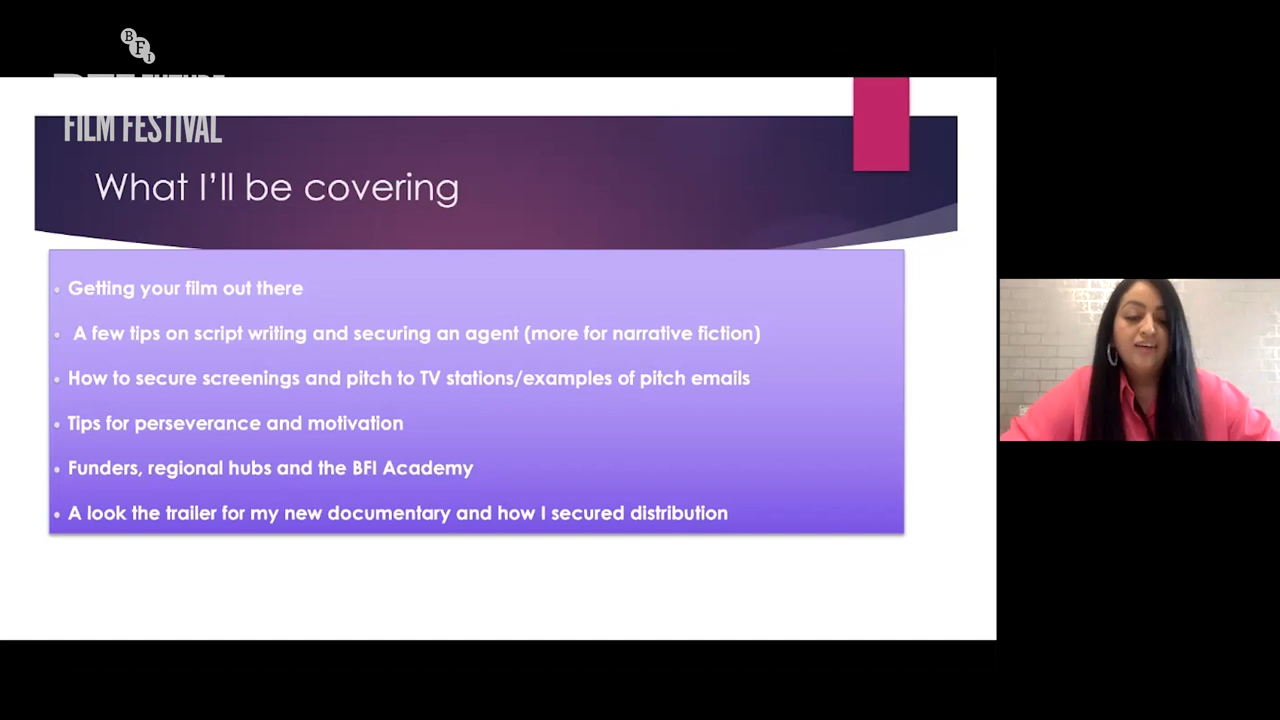 BFI
FILM FESTIVAL
What I'll be covering
Getting your film out there
A few tips on script writing and securing an agent (more for narrative fiction)
How to secure screenings and pitch to TV stations/examples of pitch emails
Tips for perseverance and motivation
Funders, regional hubs and the BFI Academy
A look the trailer for my new documentary and how I secured distribution